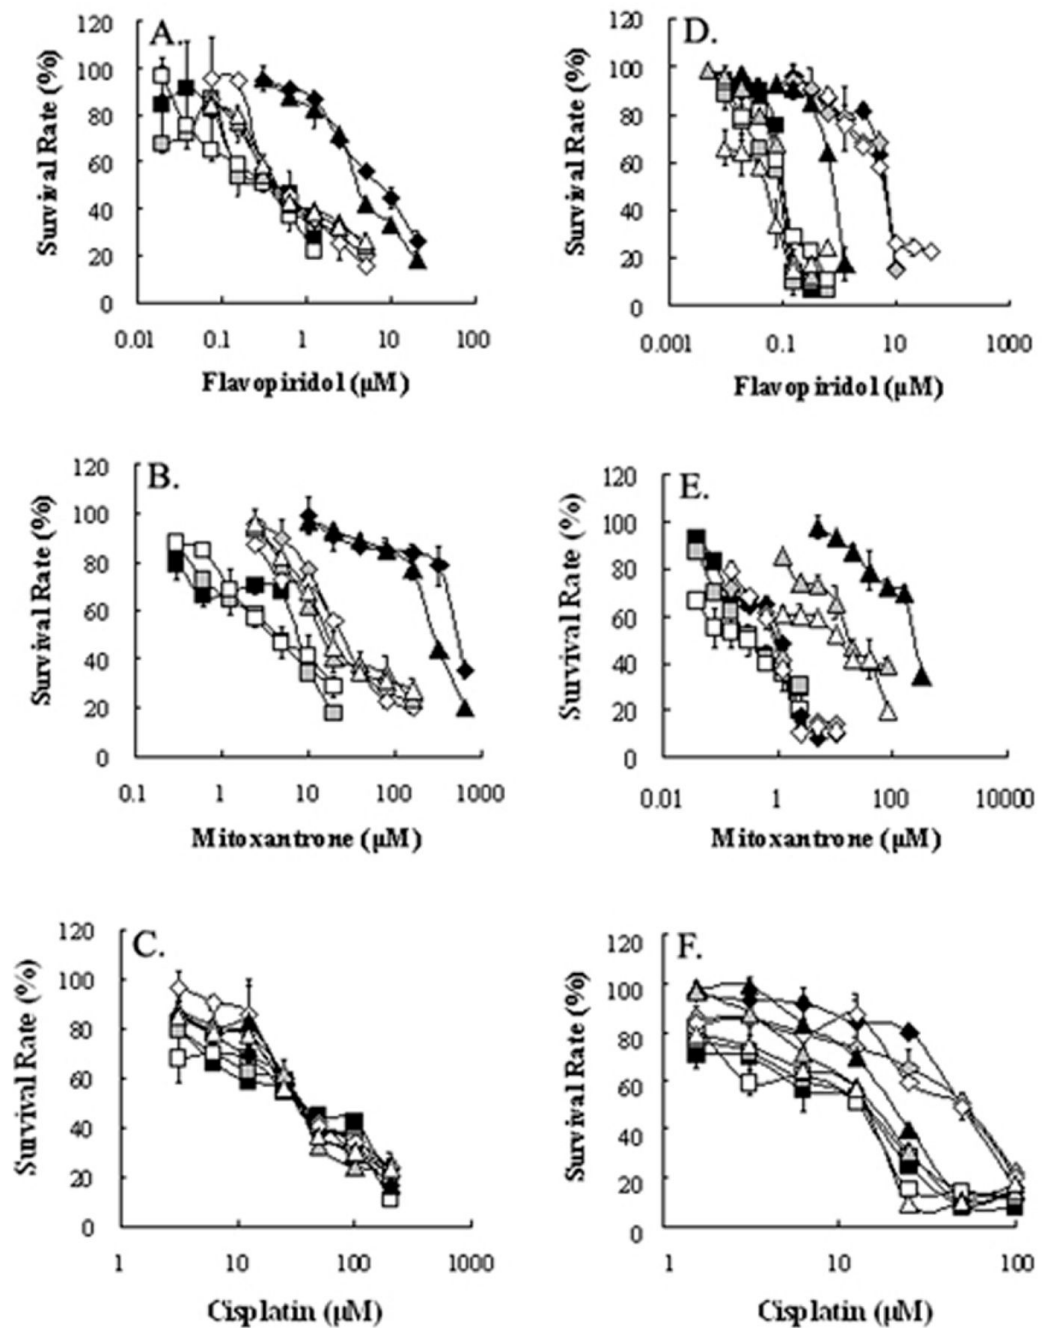 A.
120
100
80
60
40
20
0
Survival Rate (%)
0.01 0.1 1 10 100
Flavopiridol (µM)
D.
120
100
80
60
40
20
0
Survival Rate (%)
0.001 0.1 10 1000
Flavopiridol (µM)
B.
120
100
80
60
40
20
0
Survival Rate (%)
0.1 1 10 100 1000
Mitoxantrone (µM)
E.
120
100
80
60
40
20
0
Survival Rate (%)
0.01 1 100 10000
Mitoxantrone (µM)
C.
120
100
80
60
40
20
0
Survival Rate (%)
1 10 100 1000
Cisplatin (µM)
F.
120
100
80
60
40
20
0
Survival Rate (%)
1 10 100
Cisplatin (µM)